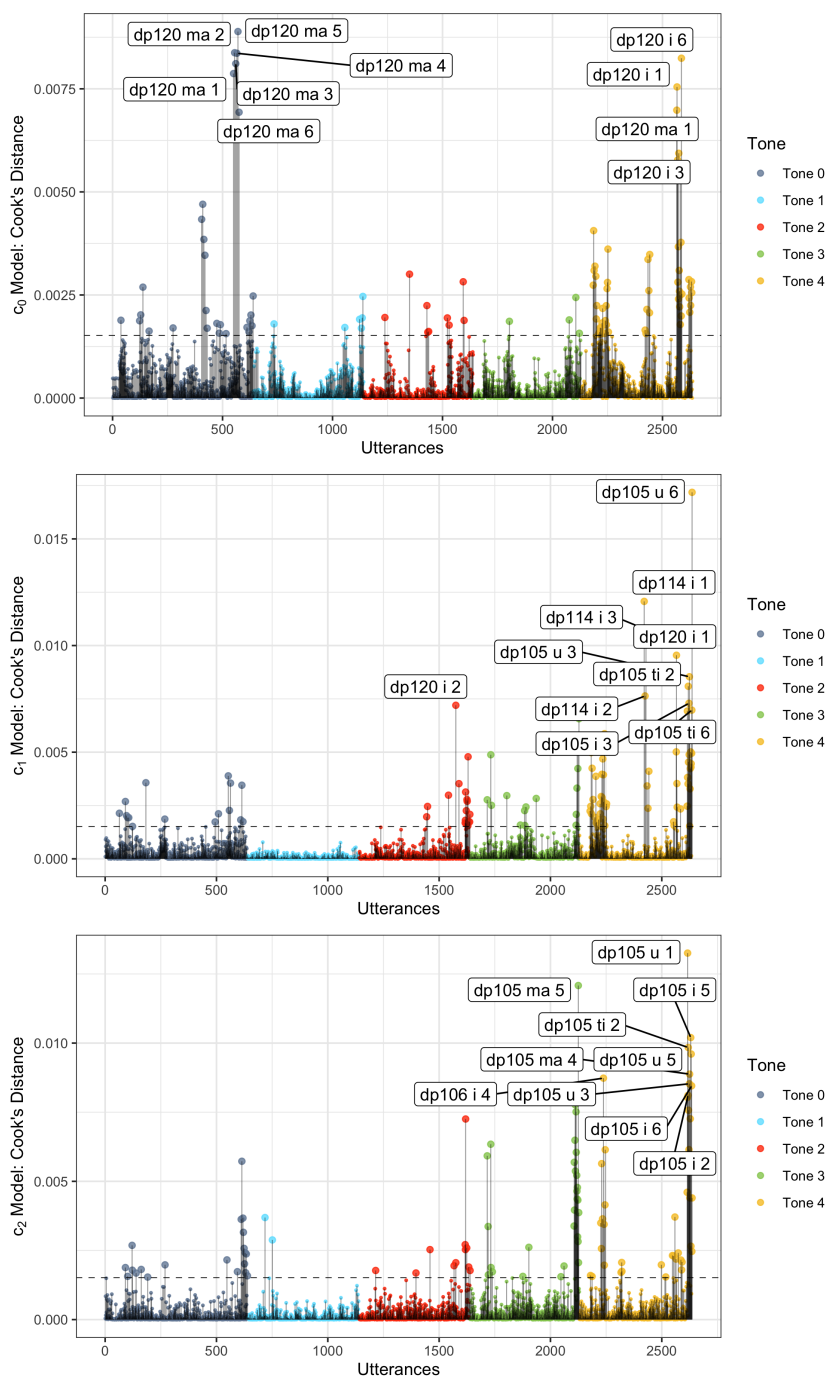 dp120 ma 2
dp120 ma 5
dp120 i 6
dp120 ma 4
dp120 i 1
dp120 ma 1
dp120 ma 3
dp120 ma 6
dp120 ma 1
dp120 i 3
0.0075
0.0050
0.0025
0.0000
c0 Model: Cook's Distance
0
500
1000
1500
2000
2500
Utterances
Tone
Tone 0
Tone 1
Tone 2
Tone 3
Tone 4
dp105 u 6
dp114 i 1
dp114 i 3
dp120 i 1
dp105 u 3
dp105 ti 2
dp120 i 2
dp114 i 2
dp105 ti 6
dp105 i 3
0.015
0.010
0.005
0.000
c1 Model: Cook's Distance
0
500
1000
1500
2000
2500
Utterances
Tone
Tone 0
Tone 1
Tone 2
Tone 3
Tone 4
dp105 u 1
dp105 ma 5
dp105 i 5
dp105 ti 2
dp105 ma 4
dp105 u 5
dp106 i 4
dp105 u 3
dp105 i 6
dp105 i 2
0.010
0.005
0.000
c2 Model: Cook's Distance
0
500
1000
1500
2000
2500
Utterances
Tone
Tone 0
Tone 1
Tone 2
Tone 3
Tone 4